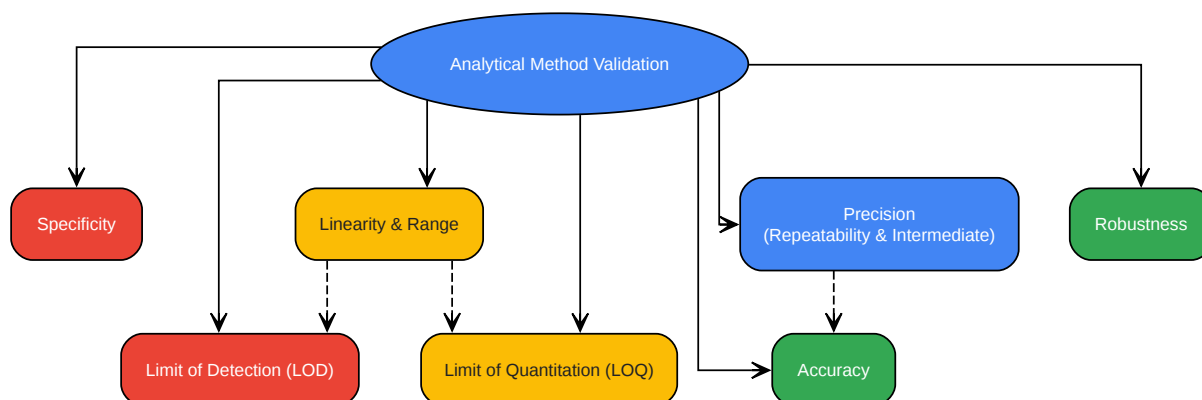 Analytical Method Validation
Specificity
Linearity & Range
Precision
(Repeatability & Intermediate)
Robustness
Limit of Detection (LOD)
Limit of Quantitation (LOQ)
Accuracy